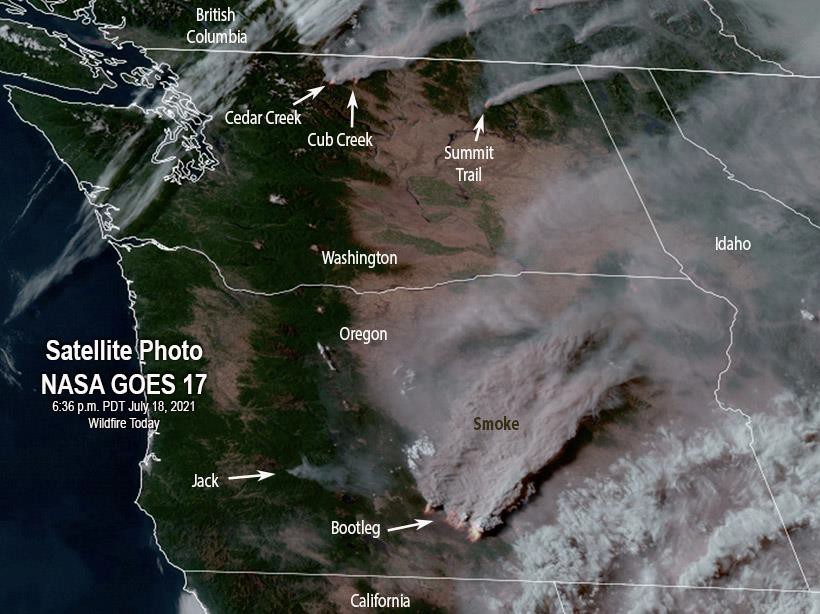 British
Columbia
Cedar Creek
Cub Creek
Summit
Trail
Washington
Idaho
Oregon
Satellite Photo
NASA GOES 17
6:36 p.m. PDT July 18, 2021
Wildfire Today
Smoke
Jack
Bootleg
California